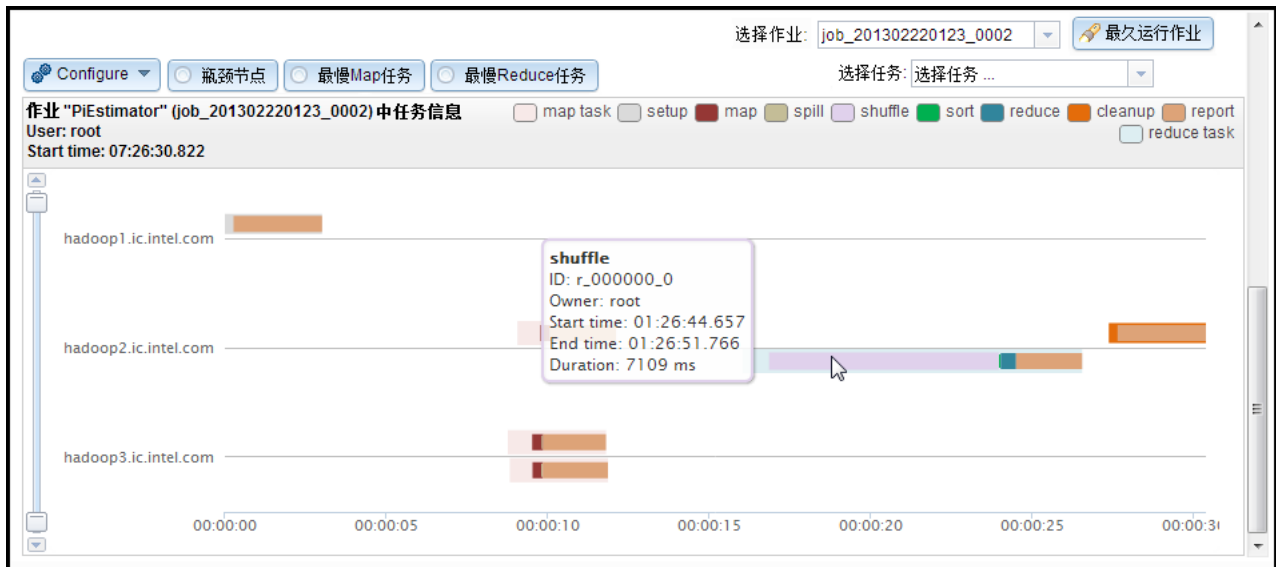 选择作业: job_201302220123_0002 最久运行作业
Configure 瓶颈节点 最慢Map任务 最慢Reduce任务 选择任务: 选择任务 ...
作业 "PiEstimator" (job_201302220123_0002) 中任务信息
User: root
Start time: 07:26:30.822
map task setup map spill shuffle sort reduce cleanup report
reduce task
hadoop1.ic.intel.com
shuffle
ID: r_000000_0
Owner: root
Start time: 01:26:44.657
End time: 01:26:51.766
Duration: 7109 ms
hadoop2.ic.intel.com
hadoop3.ic.intel.com
00:00:00 00:00:05 00:00:10 00:00:15 00:00:20 00:00:25